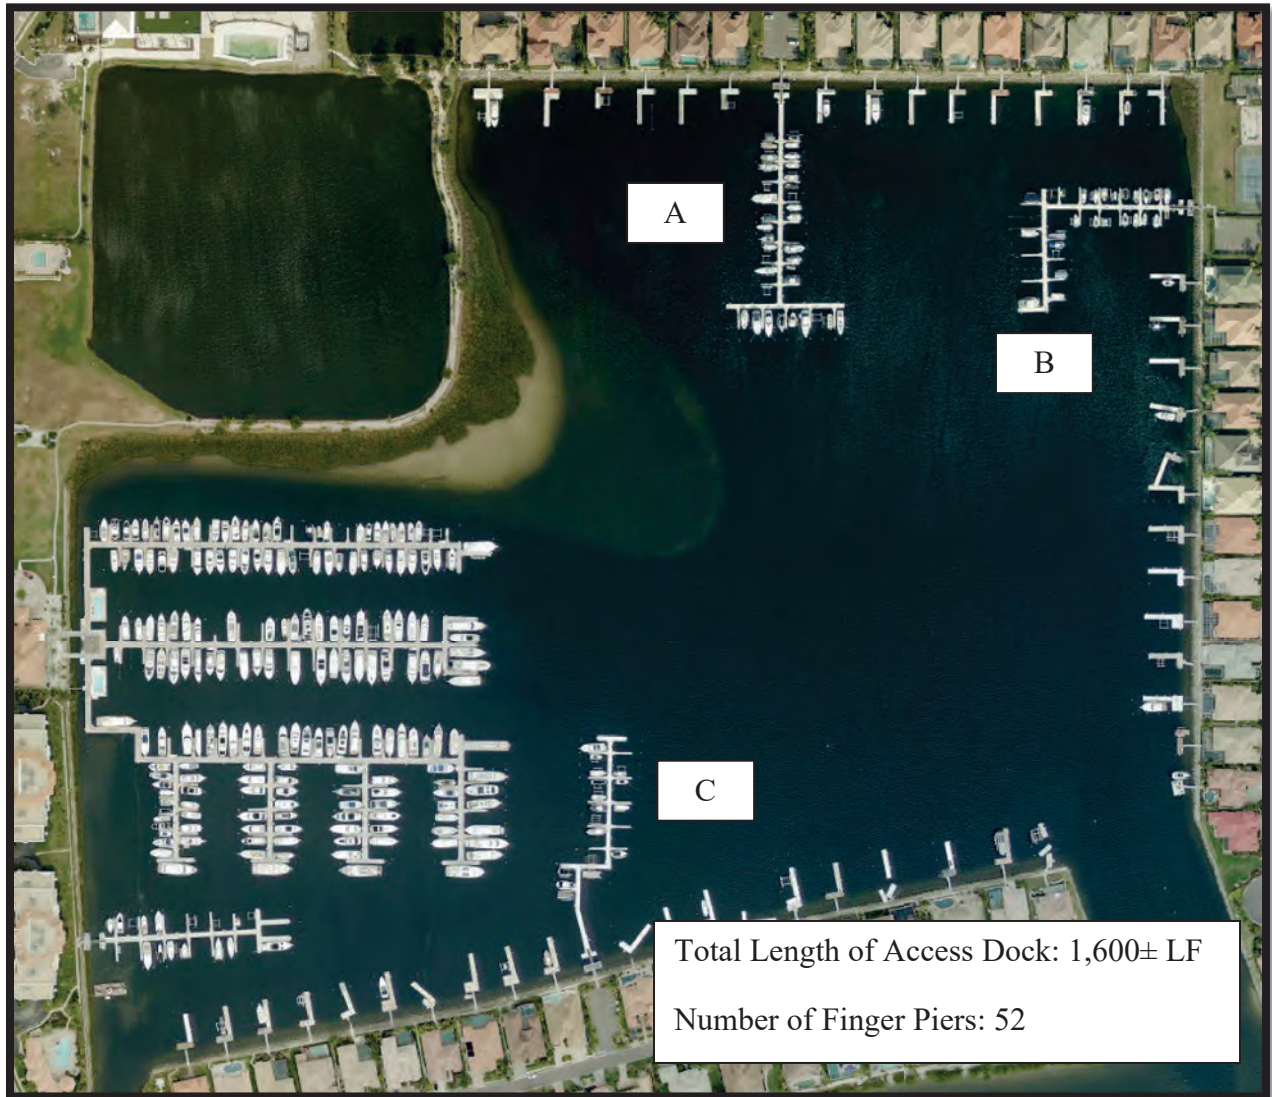 A
B
C
Total Length of Access Dock: 1,600± LF
Number of Finger Piers: 52